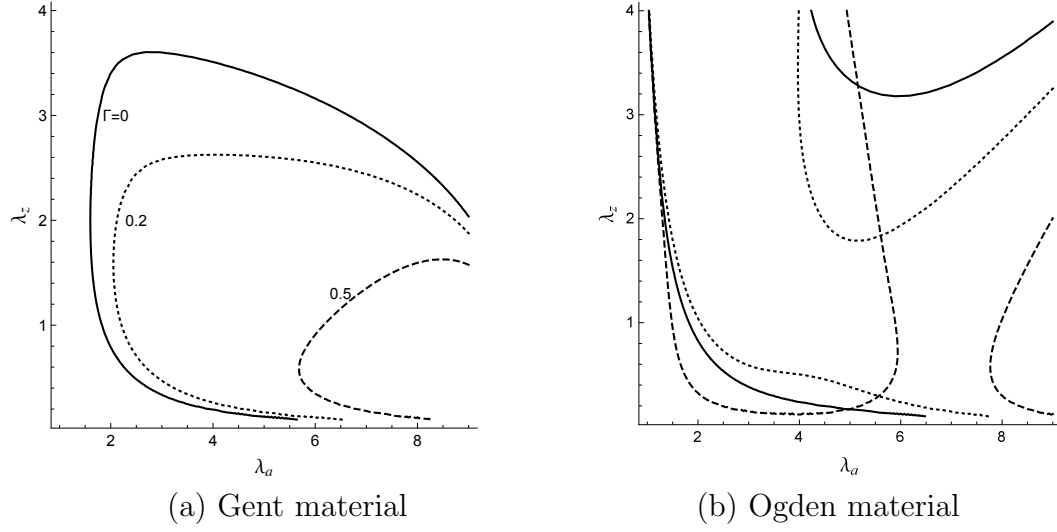 4
3
2
1
λz
Γ=0
0.2
0.5
2 4 6 8
λa
(a) Gent material
4
3
2
1
λz
2 4 6 8
λa
(b) Ogden material